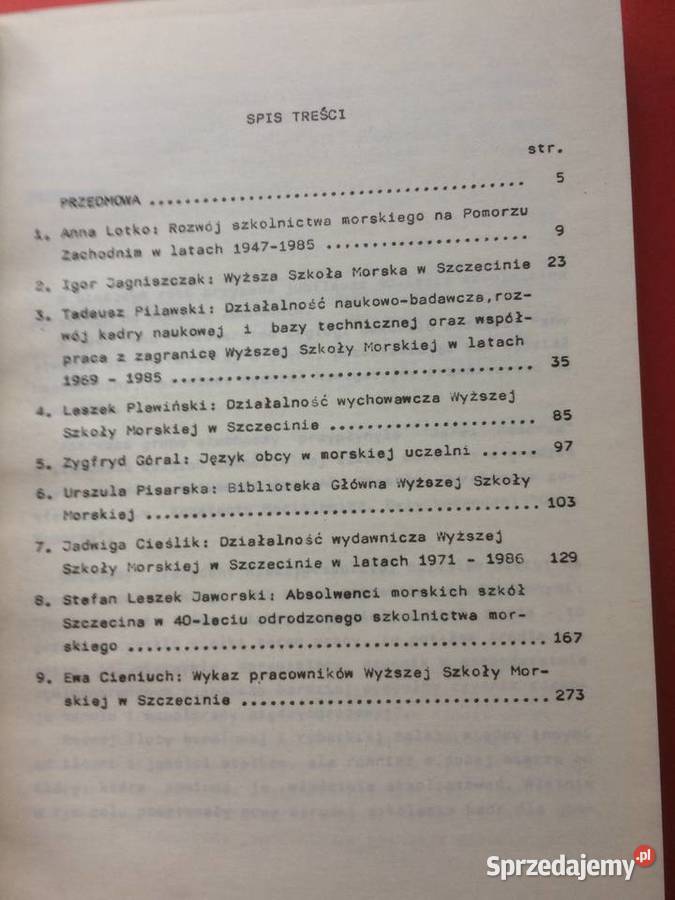 SPIS TREŚCI
str.
PRZEDMOWA .......................................... 5
1. Anna Lotko: Rozwój szkolnictwa morskiego na Pomorzu
Zachodnim w latach 1947-1985 ....................... 9
2. Igor Jagniszczak: Wyższa Szkoła Morska w Szczecinie 23
3. Tadeusz Pilawski: Działalność naukowo-badawcza,roz-
wój kadry naukowej i bazy technicznej oraz współ-
praca z zagranicę Wyższej Szkoły Morskiej w latach
1969 - 1985 ........................................ 35
4. Leszek Plewiński: Działalność wychowawcza Wyższej
Szkoły Morskiej w Szczecinie ....................... 85
5. Zygfryd Góral: Język obcy w morskiej uczelni ...... 97
6. Urszula Pisarska: Biblioteka Główna Wyższej Szkoły
Morskiej ........................................... 103
7. Jadwiga Cieślik: Działalność wydawnicza Wyższej
Szkoły Morskiej w Szczecinie w latach 1971 - 1986 129
8. Stefan Leszek Jaworski: Absolwenci morskich szkół
Szczecina w 40-leciu odrodzonego szkolnictwa mor-
skiego ............................................. 167
9. Ewa Cieniuch: Wykaz pracowników Wyższej Szkoły Mor-
skiej w Szczecinie ................................. 273
Sprzedajemy.pl